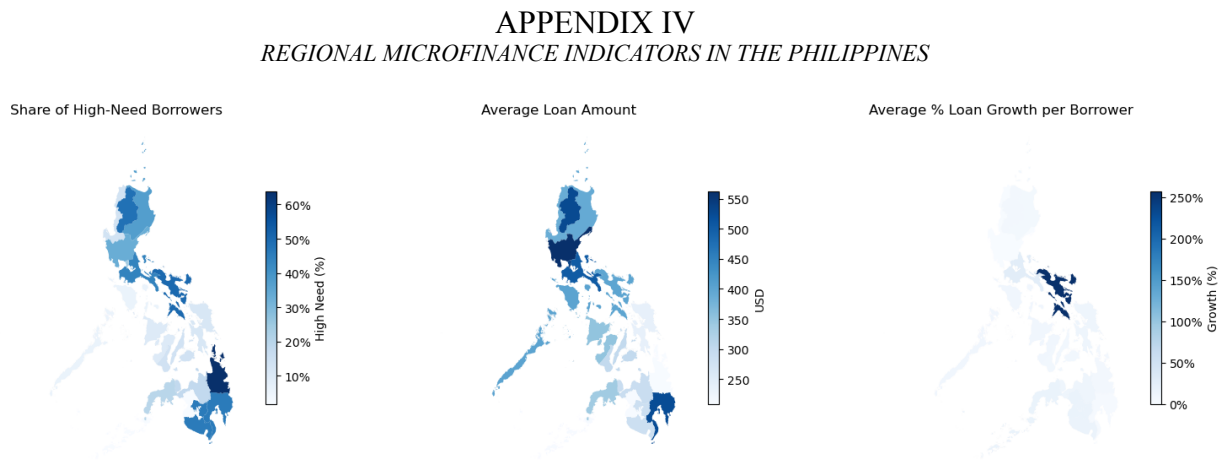 APPENDIX IV
REGIONAL MICROFINANCE INDICATORS IN THE PHILIPPINES
Share of High-Need Borrowers
60%
50%
40%
30%
20%
10%
High Need (%)
Average Loan Amount
550
500
450
400
350
300
250
USD
Average % Loan Growth per Borrower
250%
200%
150%
100%
50%
0%
Growth (%)